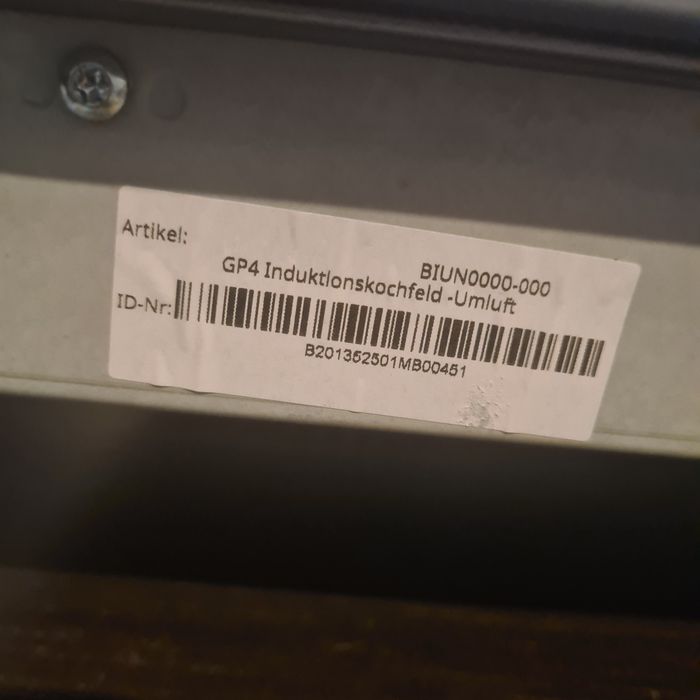 Artikel:
BIUN0000-000
GP4 Induktionskochfeld -Umluft
ID-Nr:
B201352501MB00451